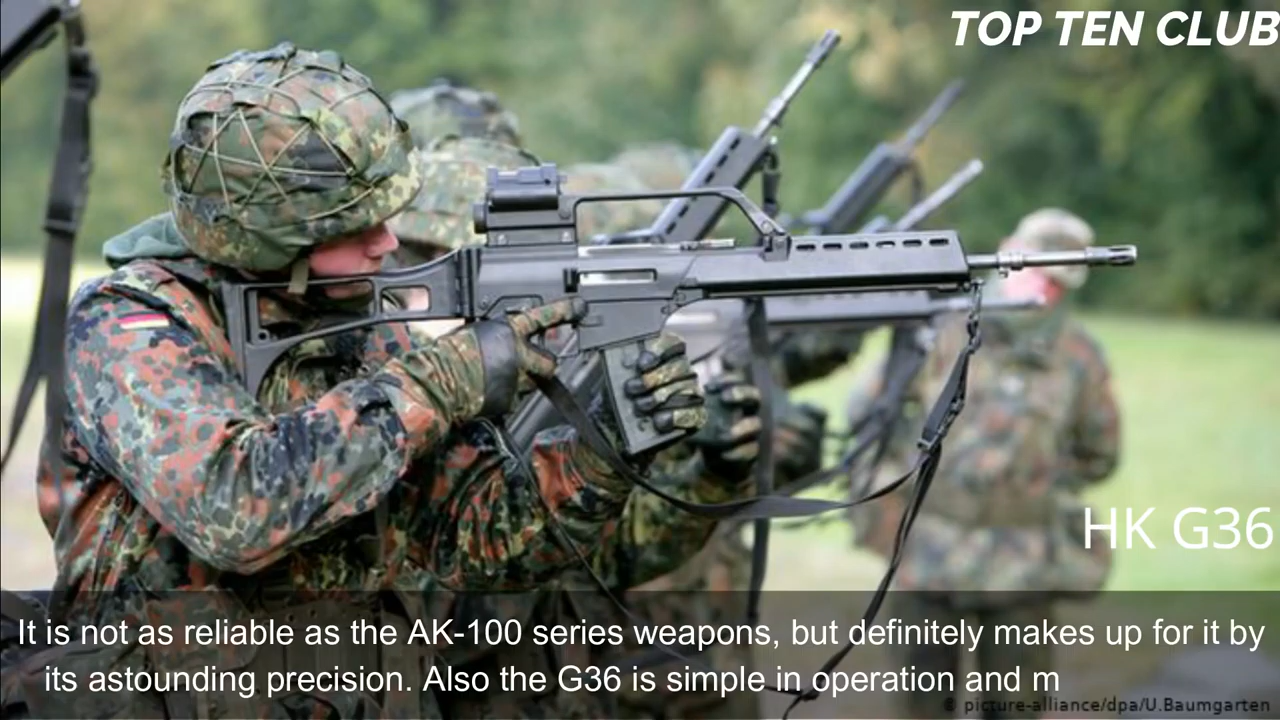 TOP TEN CLUB
HK G36
It is not as reliable as the AK-100 series weapons, but definitely makes up for it by
its astounding precision. Also the G36 is simple in operation and m
© picture-alliance/dpa/U.Baumgarten